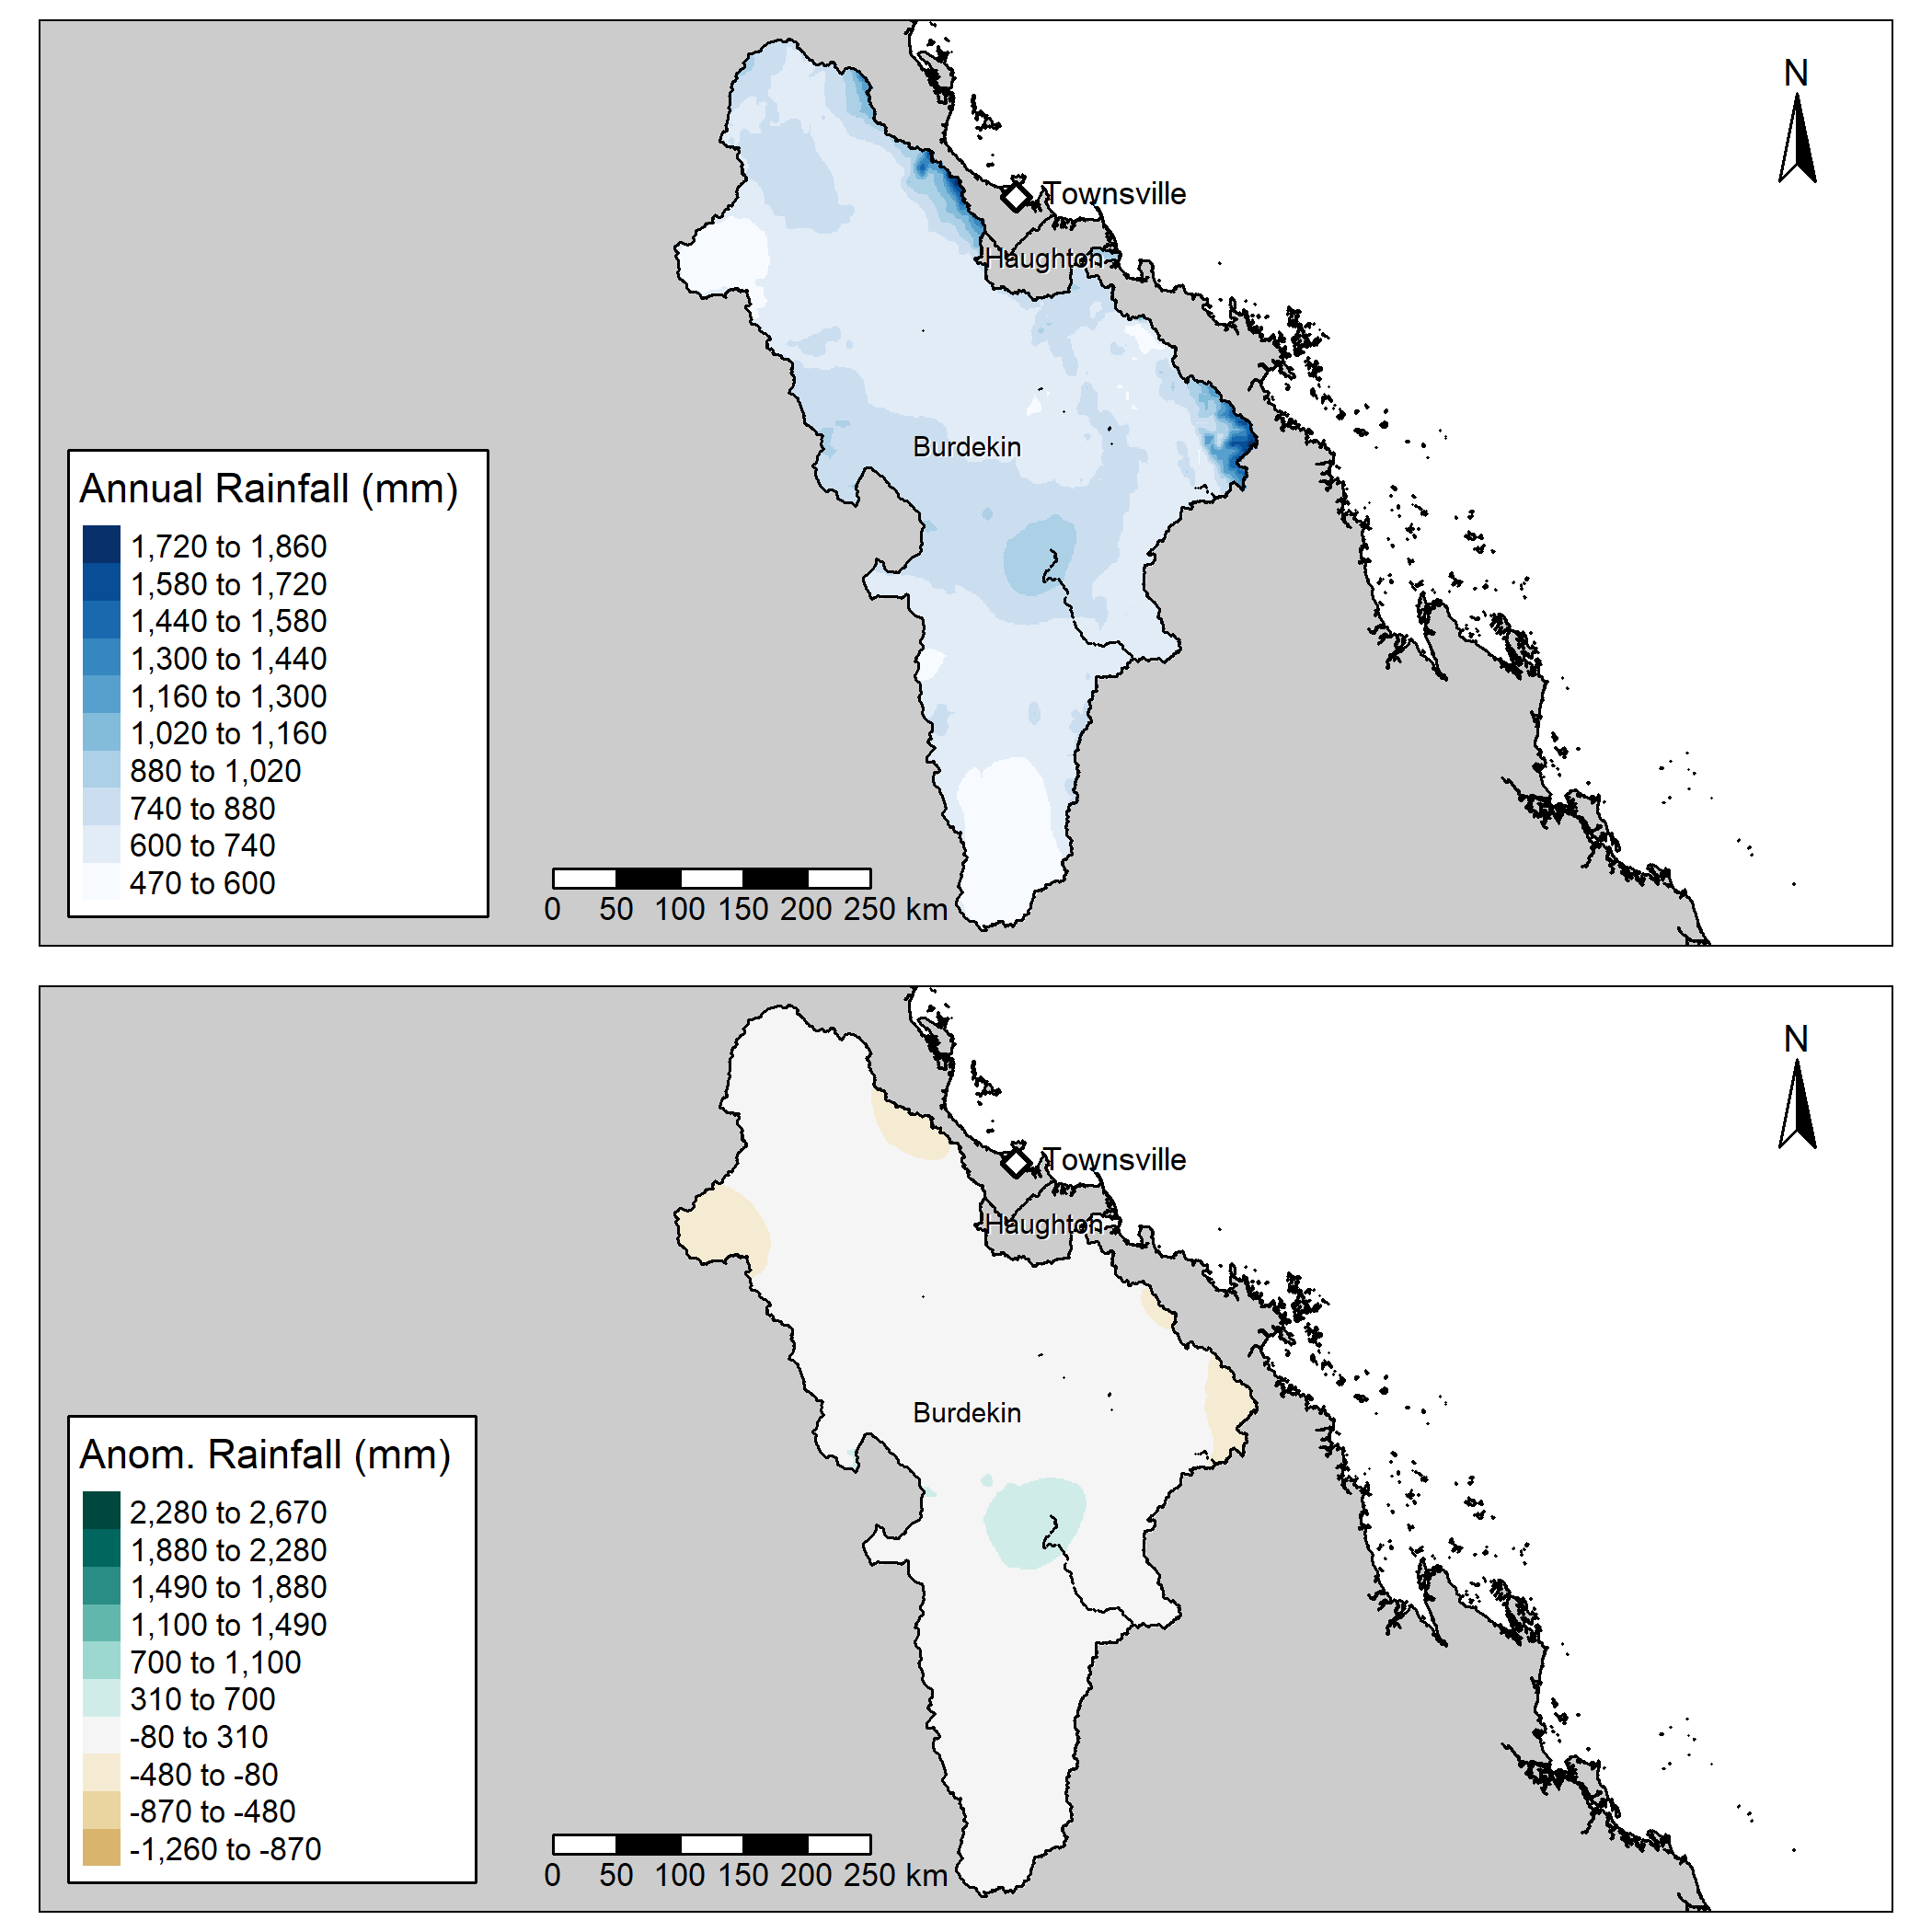 N
Townsville
Haughton
Burdekin
Annual Rainfall (mm)
1,720 to 1,860
1,580 to 1,720
1,440 to 1,580
1,300 to 1,440
1,160 to 1,300
1,020 to 1,160
880 to 1,020
740 to 880
600 to 740
470 to 600
0 50 100 150 200 250 km
N
Townsville
Haughton
Burdekin
Anom. Rainfall (mm)
2,280 to 2,670
1,880 to 2,280
1,490 to 1,880
1,100 to 1,490
700 to 1,100
310 to 700
-80 to 310
-480 to -80
-870 to -480
-1,260 to -870
0 50 100 150 200 250 km